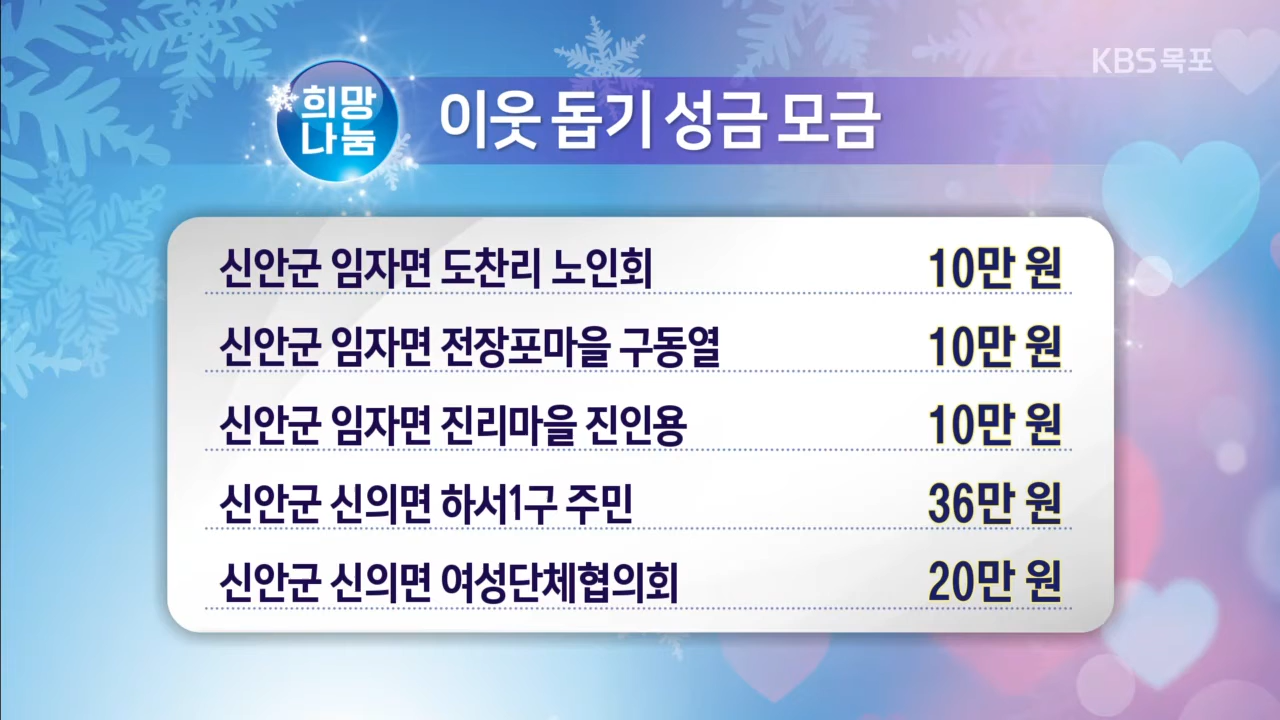 KBS목포
희망
나눔
이웃 돕기 성금 모금
신안군 임자면 도찬리 노인회 10만 원
신안군 임자면 전장포마을 구동열 10만 원
신안군 임자면 진리마을 진인용 10만 원
신안군 신의면 하서1구 주민 36만 원
신안군 신의면 여성단체협의회 20만 원